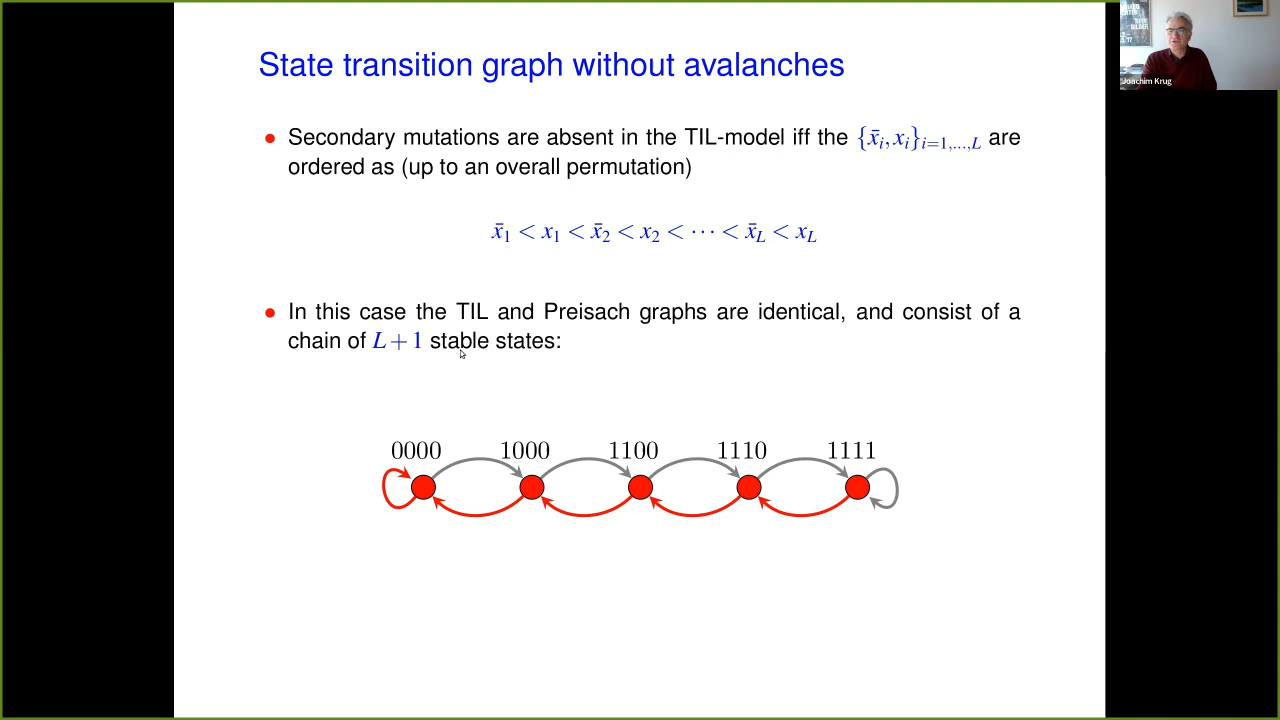 State transition graph without avalanches
• Secondary mutations are absent in the TIL-model iff the {x̄ᵢ, xᵢ}ᵢ₌₁,...,L are
ordered as (up to an overall permutation)
x̄₁ < x₁ < x̄₂ < x₂ < ⋯ < x̄_L < x_L
• In this case the TIL and Preisach graphs are identical, and consist of a
chain of L+1 stable states:
0000 1000 1100 1110 1111
Joachim Krug